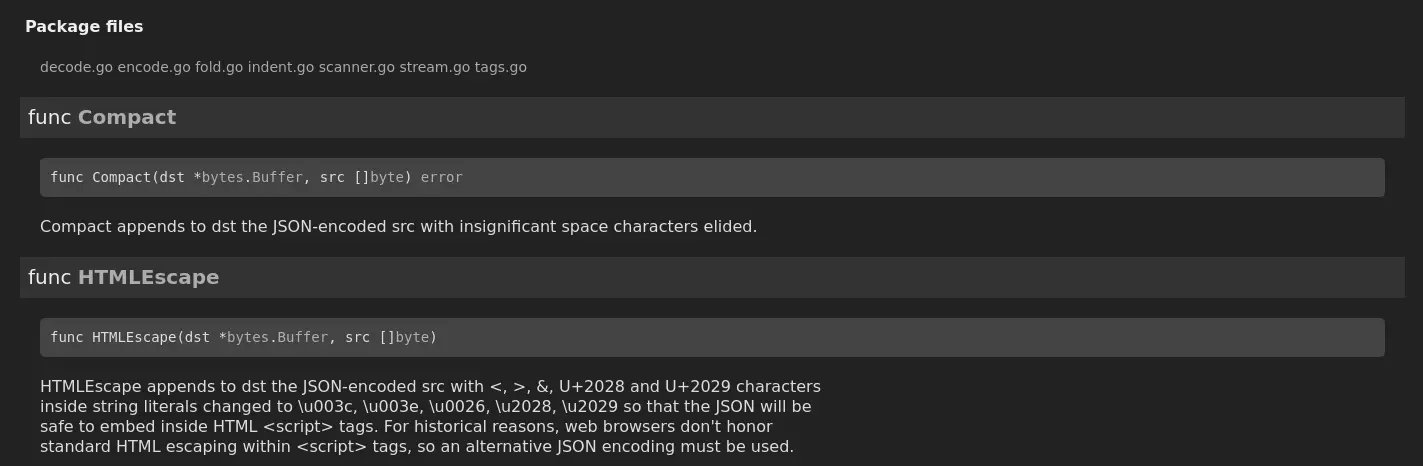 Package files
decode.go encode.go fold.go indent.go scanner.go stream.go tags.go
func Compact
func Compact(dst *bytes.Buffer, src []byte) error
Compact appends to dst the JSON-encoded src with insignificant space characters elided.
func HTMLEscape
func HTMLEscape(dst *bytes.Buffer, src []byte)
HTMLEscape appends to dst the JSON-encoded src with <, >, &, U+2028 and U+2029 characters
inside string literals changed to \u003c, \u003e, \u0026, \u2028, \u2029 so that the JSON will be
safe to embed inside HTML <script> tags. For historical reasons, web browsers don't honor
standard HTML escaping within <script> tags, so an alternative JSON encoding must be used.